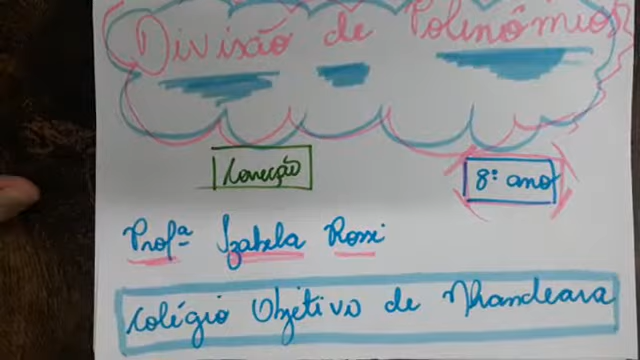 Divisão de Polinômios
Correção
8º ano
Profª Izabela Rossi
Colégio Objetivo de Nhandeara